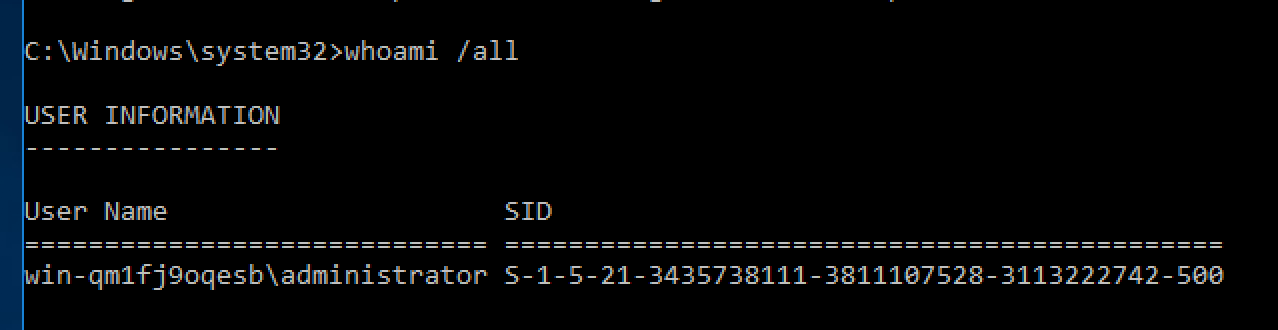 C:\Windows\system32>whoami /all
USER INFORMATION
----------------
User Name                     SID
============================= =============================================
win-qm1fj9oqesb\administrator S-1-5-21-3435738111-3811107528-3113222742-500